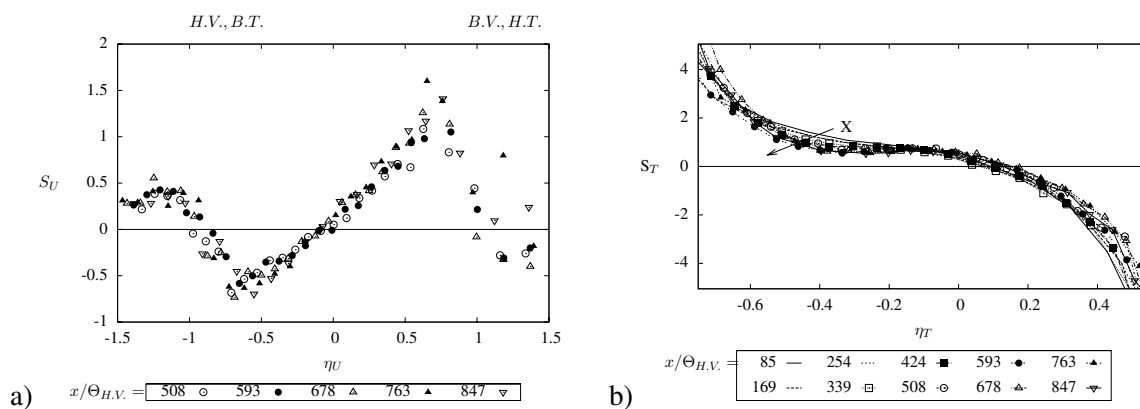 H.V., B.T.
B.V., H.T.
2
1.5
1
0.5
0
-0.5
-1
S_U
-1.5
-1
-0.5
0
0.5
1
1.5
η_U
x/Θ_{H.V.} =
508 593 678 763 847
a)
4
2
0
-2
-4
S_T
X
-0.6
-0.4
-0.2
0
0.2
0.4
η_T
x/Θ_{H.V.} =
85 254 424 593 763
169 339 508 678 847
b)